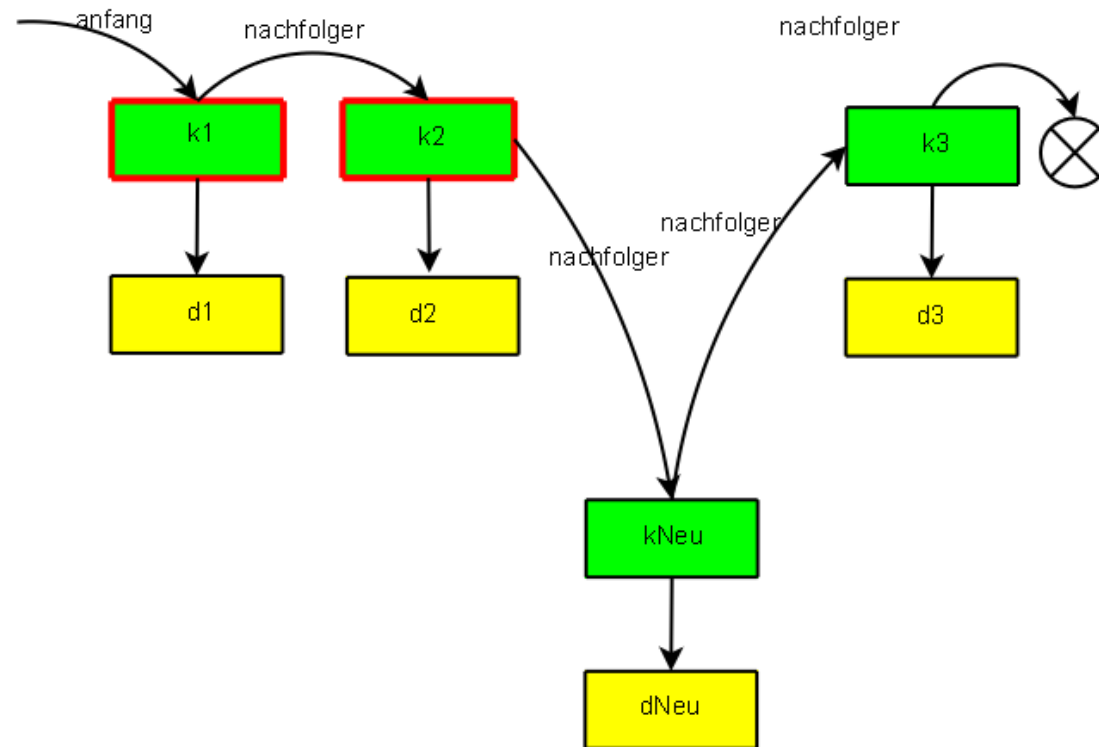 anfang
nachfolger
nachfolger
k1
k2
k3
nachfolger
nachfolger
d1
d2
d3
kNeu
dNeu